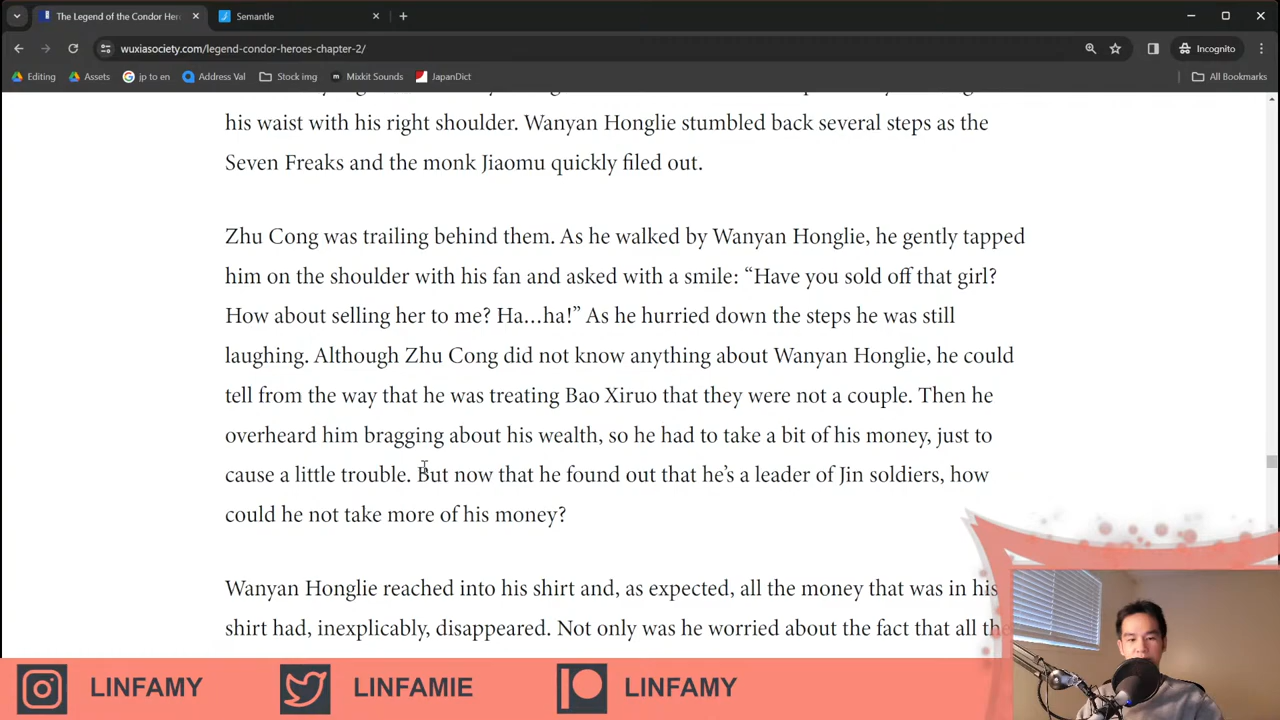 The Legend of the Condor Her
Semantle
wuxiasociety.com/legend-condor-heroes-chapter-2/
Incognito
Editing
Assets
jp to en
Address Val
Stock img
Mixkit Sounds
JapanDict
All Bookmarks
his waist with his right shoulder. Wanyan Honglie stumbled back several steps as the
Seven Freaks and the monk Jiaomu quickly filed out.
Zhu Cong was trailing behind them. As he walked by Wanyan Honglie, he gently tapped
him on the shoulder with his fan and asked with a smile: “Have you sold off that girl?
How about selling her to me? Ha…ha!” As he hurried down the steps he was still
laughing. Although Zhu Cong did not know anything about Wanyan Honglie, he could
tell from the way that he was treating Bao Xiruo that they were not a couple. Then he
overheard him bragging about his wealth, so he had to take a bit of his money, just to
cause a little trouble. But now that he found out that he’s a leader of Jin soldiers, how
could he not take more of his money?
Wanyan Honglie reached into his shirt and, as expected, all the money that was in his
shirt had, inexplicably, disappeared. Not only was he worried about the fact that all the
LINFAMY
LINFAMIE
LINFAMY